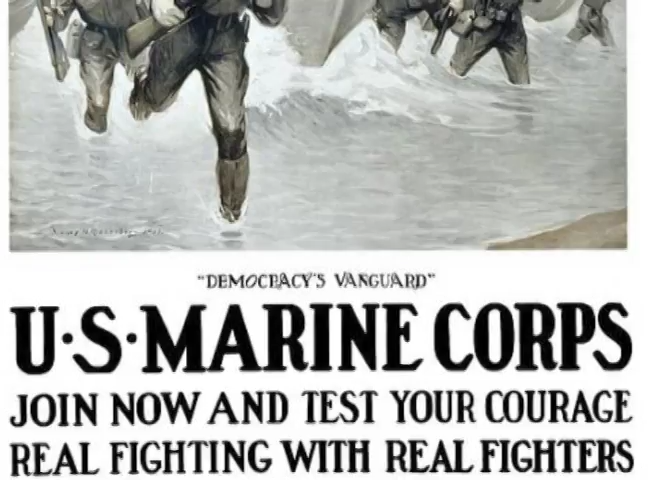 "DEMOCRACY'S VANGUARD"
U·S·MARINE CORPS
JOIN NOW AND TEST YOUR COURAGE
REAL FIGHTING WITH REAL FIGHTERS